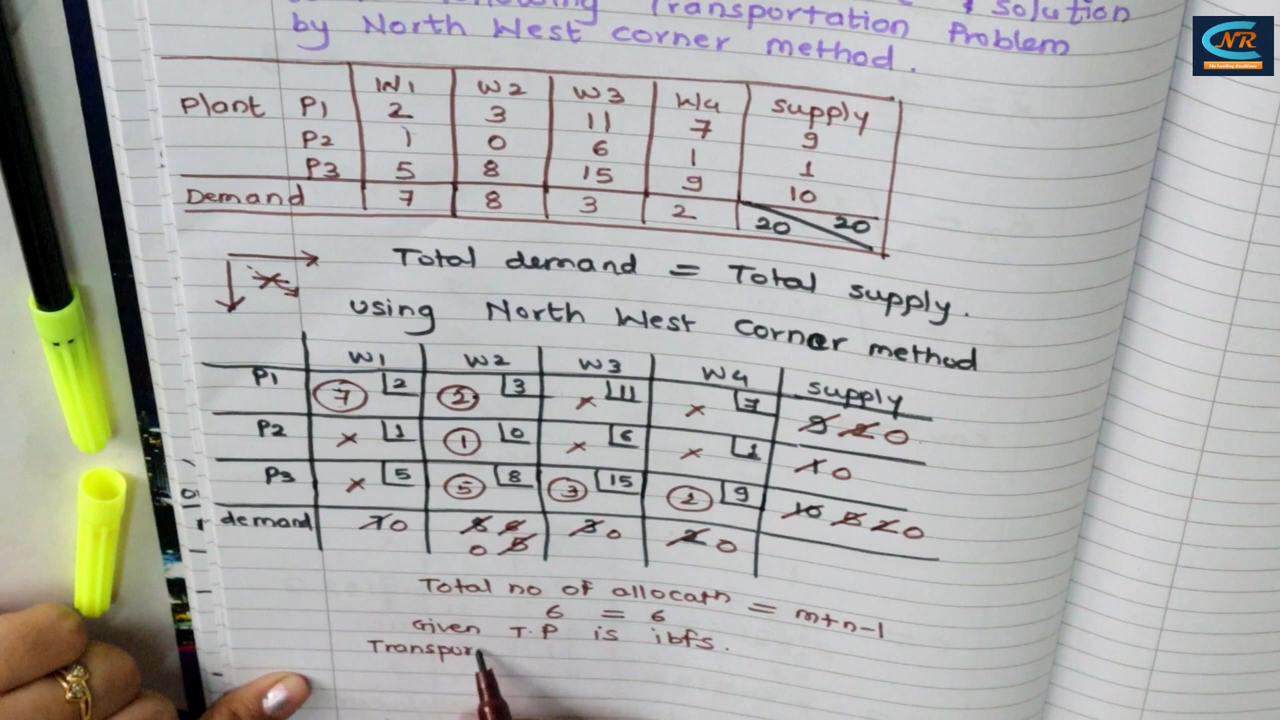 Transportation Problem & solution
by North West corner method.
W1 W2 W3 W4 supply
Plant P1 2 3 11 7 9
P2 1 0 6 1 1
P3 5 8 15 9 10
Demand 7 8 3 2 20 20
Total demand = Total supply.
using North West corner method
W1 W2 W3 W4 supply
P1 7 2 2 3 × 11 × 7 9 2 0
P2 × 1 1 0 × 6 × 1 1 0
P3 × 5 5 8 3 15 2 9 10 5 2 0
demand 7 0 8 6 3 0 2 0
0 5
Total no of allocatn = m+n-1
6 = 6
Given T.P is ibfs.
Transpor
CNR